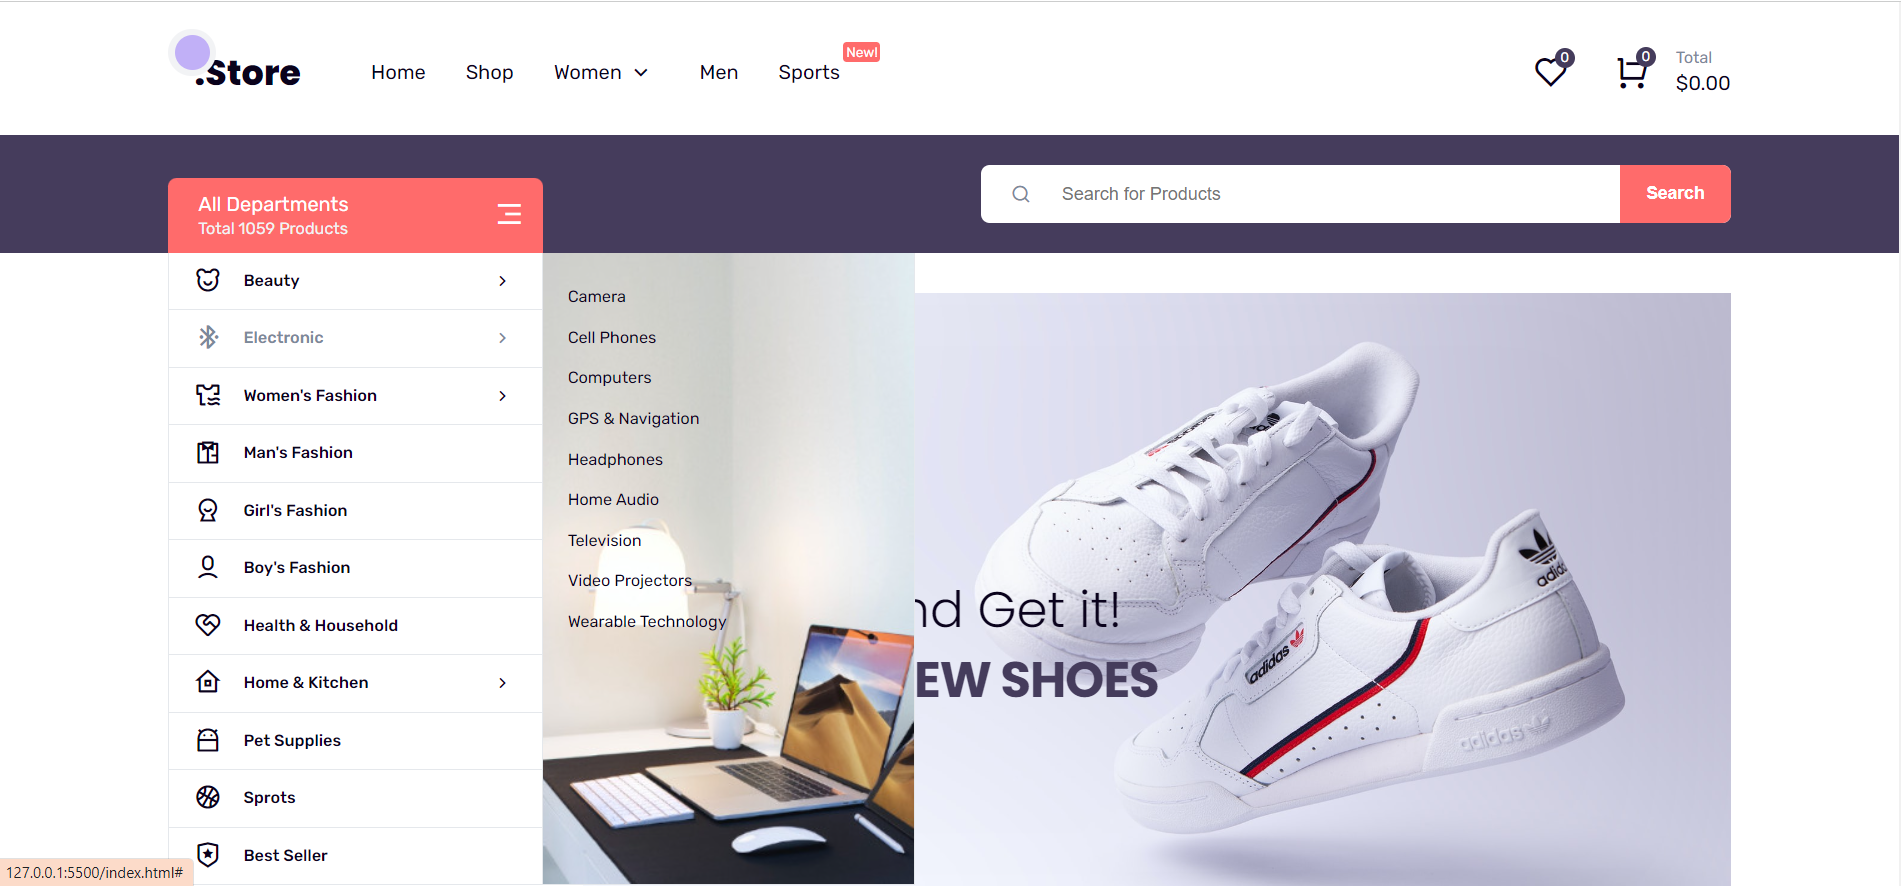 .Store
Home
Shop
Women
Men
Sports
New!
0
0
Total
$0.00
All Departments
Total 1059 Products
Search for Products
Search
Beauty
Electronic
Women's Fashion
Man's Fashion
Girl's Fashion
Boy's Fashion
Health & Household
Home & Kitchen
Pet Supplies
Sprots
Best Seller
Camera
Cell Phones
Computers
GPS & Navigation
Headphones
Home Audio
Television
Video Projectors
Wearable Technology
nd Get it!
EW SHOES
adidas
adidas
adidas
127.0.0.1:5500/index.html#